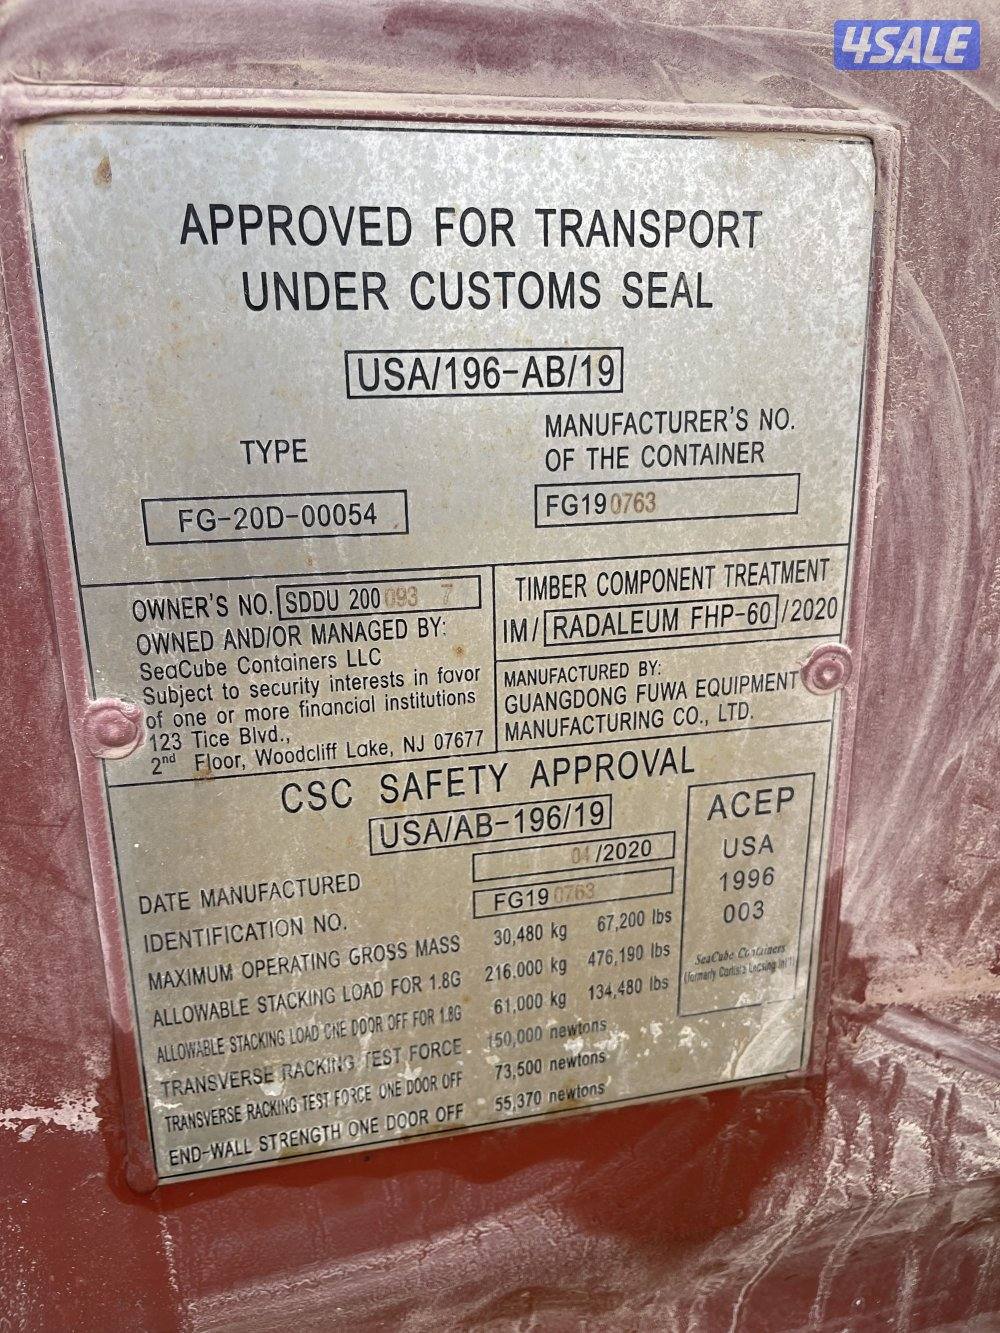 4SALE
APPROVED FOR TRANSPORT
UNDER CUSTOMS SEAL
USA/196-AB/19
TYPE
FG-20D-00054
MANUFACTURER'S NO.
OF THE CONTAINER
FG190763
OWNER'S NO. SDDU 200093 7
OWNED AND/OR MANAGED BY:
SeaCube Containers LLC
Subject to security interests in favor
of one or more financial institutions
123 Tice Blvd.,
2nd Floor, Woodcliff Lake, NJ 07677
TIMBER COMPONENT TREATMENT
IM/ RADALEUM FHP-60 /2020
MANUFACTURED BY:
GUANGDONG FUWA EQUIPMENT
MANUFACTURING CO., LTD.
CSC SAFETY APPROVAL
USA/AB-196/19
DATE MANUFACTURED 04/2020
IDENTIFICATION NO. FG190763
MAXIMUM OPERATING GROSS MASS 30,480 kg 67,200 lbs
ALLOWABLE STACKING LOAD FOR 1.8G 216,000 kg 476,190 lbs
ALLOWABLE STACKING LOAD ONE DOOR OFF FOR 1.8G 61,000 kg 134,480 lbs
TRANSVERSE RACKING TEST FORCE 150,000 newtons
TRANSVERSE RACKING TEST FORCE ONE DOOR OFF 73,500 newtons
END-WALL STRENGTH ONE DOOR OFF 55,370 newtons
ACEP
USA
1996
003
SeaCube Containers
(formerly